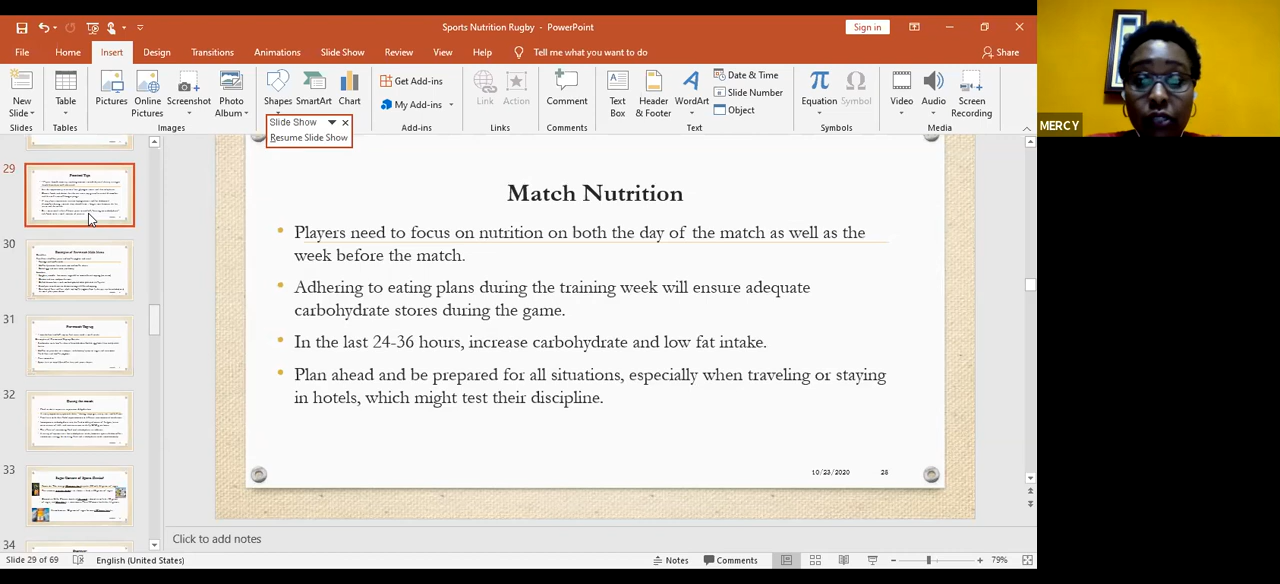 Sports Nutrition Rugby - PowerPoint
Sign in
File Home Insert Design Transitions Animations Slide Show Review View Help Tell me what you want to do Share
New Slide
Table
Pictures
Online Pictures
Screenshot
Photo Album
Shapes
SmartArt
Chart
Get Add-ins
My Add-ins
Link
Action
Comment
Text Box
Header & Footer
WordArt
Date & Time
Slide Number
Object
Equation
Symbol
Video
Audio
Screen Recording
Slides Tables Images Add-ins Links Comments Text Symbols Media
Slide Show
Resume Slide Show
MERCY
29
30
31
32
33
34
Match Nutrition
Players need to focus on nutrition on both the day of the match as well as the
week before the match.
Adhering to eating plans during the training week will ensure adequate
carbohydrate stores during the game.
In the last 24-36 hours, increase carbohydrate and low fat intake.
Plan ahead and be prepared for all situations, especially when traveling or staying
in hotels, which might test their discipline.
10/23/2020 28
Click to add notes
Slide 29 of 69 English (United States) Notes Comments 79%